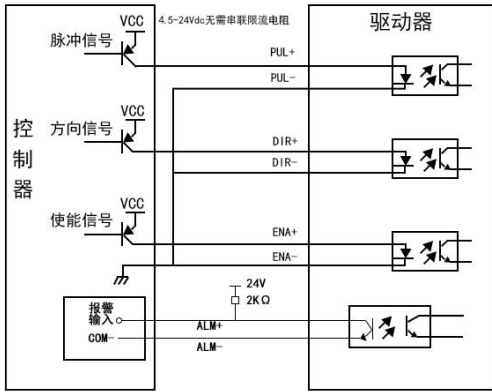 VCC
4.5-24Vdc无需串联限流电阻
驱动器
脉冲信号
PUL+
PUL-
VCC
方向信号
控制器
DIR+
DIR-
VCC
使能信号
ENA+
ENA-
24V
2KΩ
报警
输入
ALM+
COM-
ALM-